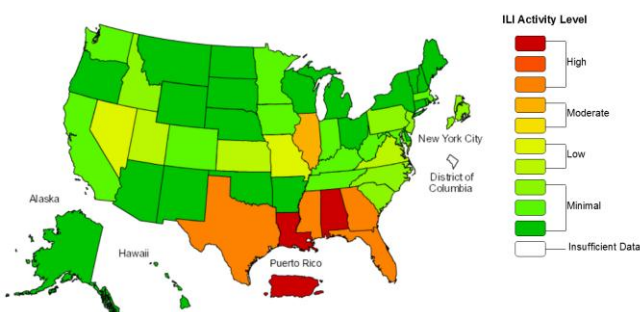 ILI Activity Level
High
Moderate
Low
Minimal
Insufficient Data
New York City
District of
Columbia
Alaska
Hawaii
Puerto Rico